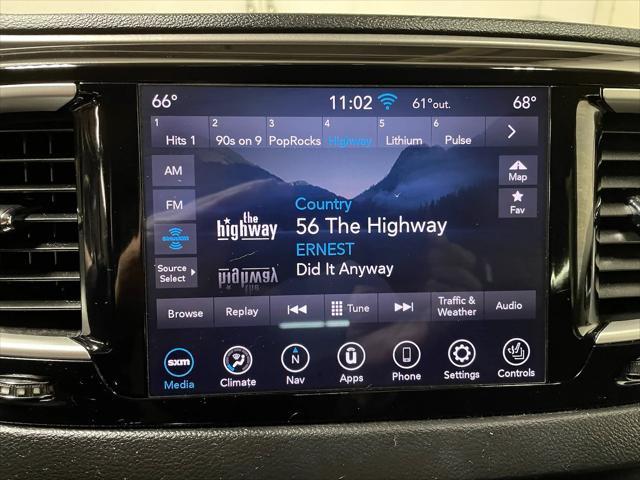 66° 11:02 61°out. 68°
1 Hits 1 2 90s on 9 3 PopRocks 4 Highway 5 Lithium 6 Pulse
AM
Map
FM
Fav
SiriusXM
Source Select
the highway
Country
56 The Highway
ERNEST
Did It Anyway
Browse Replay Tune Traffic & Weather Audio
sxm N
Media Climate Nav Apps Phone Settings Controls